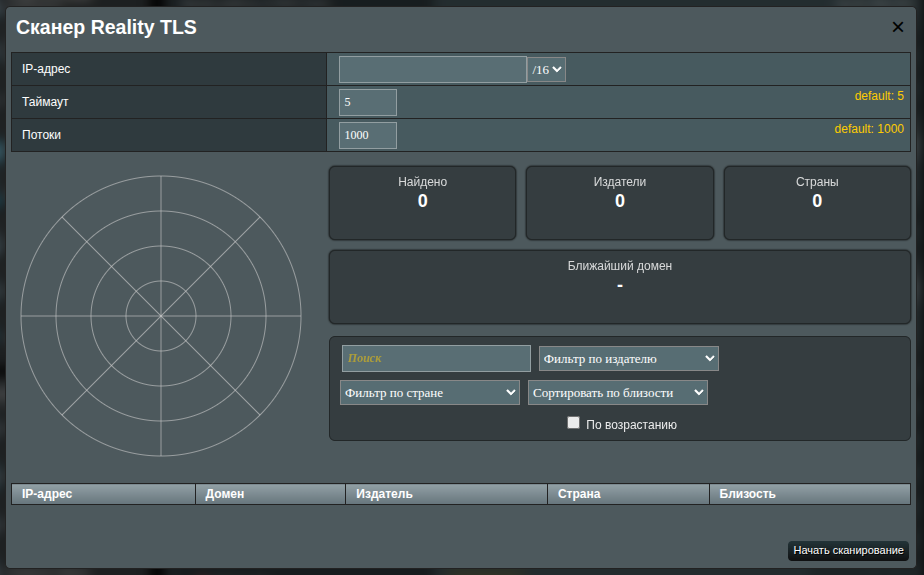 Сканер Reality TLS ✕
IP-адрес /16
Таймаут 5 default: 5
Потоки 1000 default: 1000
Найдено Издатели Страны
0 0 0
Ближайший домен
-
Поиск Фильтр по издателю
Фильтр по стране Сортировать по близости
По возрастанию
IP-адрес Домен Издатель Страна Близость
Начать сканирование